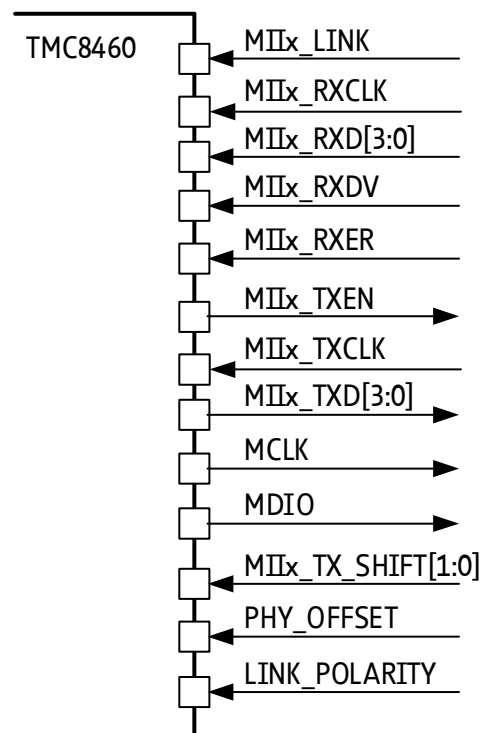 TMC8460
MIIx_LINK
MIIx_RXCLK
MIIx_RXD[3:0]
MIIx_RXDV
MIIx_RXER
MIIx_TXEN
MIIx_TXCLK
MIIx_TXD[3:0]
MCLK
MDIO
MIIx_TX_SHIFT[1:0]
PHY_OFFSET
LINK_POLARITY